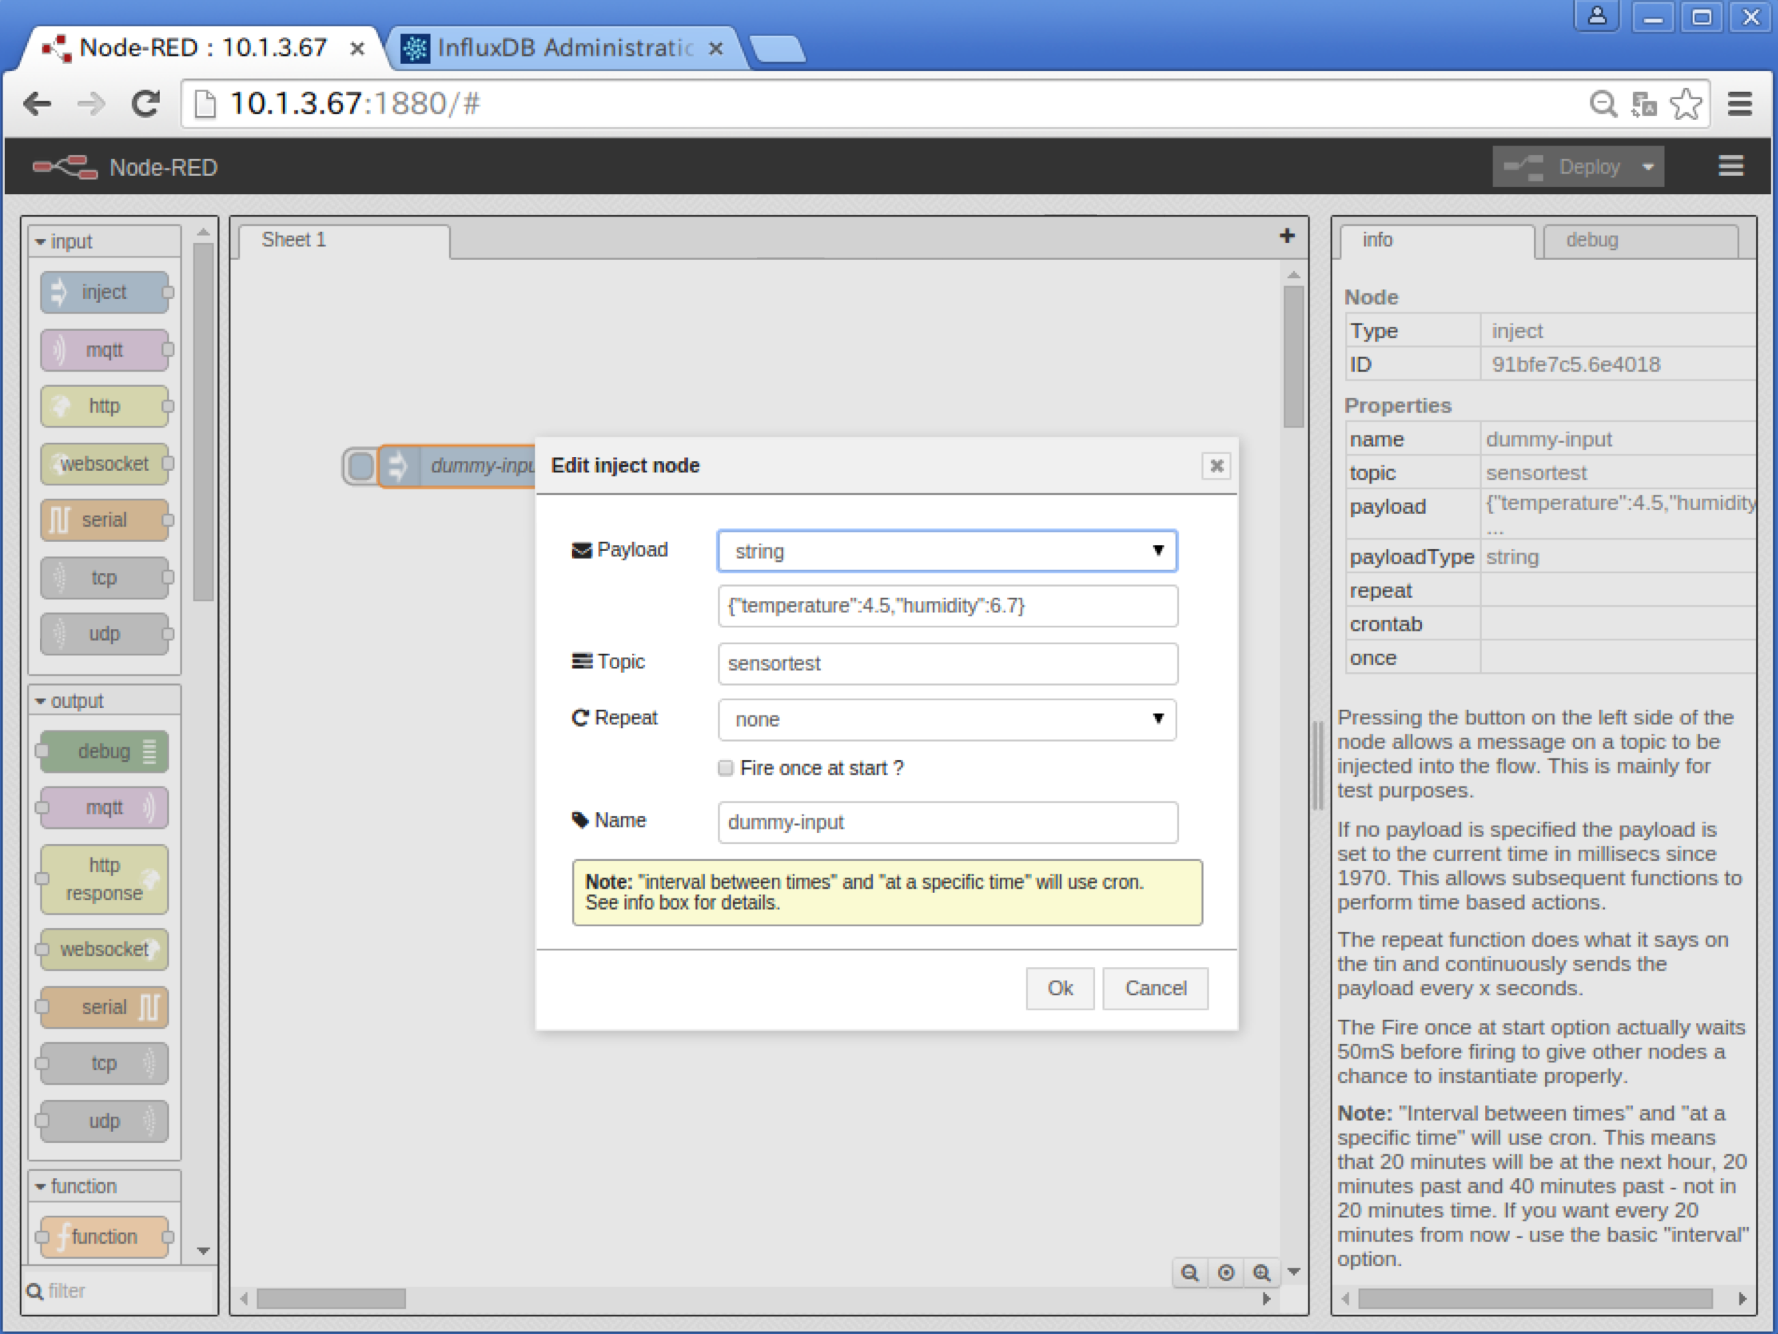 Node-RED : 10.1.3.67
InfluxDB Administratio
10.1.3.67:1880/#
Node-RED
Deploy
input
inject
mqtt
http
websocket
serial
tcp
udp
output
debug
mqtt
http
response
websocket
serial
tcp
udp
function
function
filter
Sheet 1
dummy-inpu
Edit inject node
Payload
string
{"temperature":4.5,"humidity":6.7}
Topic
sensortest
Repeat
none
Fire once at start ?
Name
dummy-input
Note: "interval between times" and "at a specific time" will use cron.
See info box for details.
Ok
Cancel
info
debug
Node
Type inject
ID 91bfe7c5.6e4018
Properties
name dummy-input
topic sensortest
payload {"temperature":4.5,"humidity
...
payloadType string
repeat
crontab
once
Pressing the button on the left side of the
node allows a message on a topic to be
injected into the flow. This is mainly for
test purposes.
If no payload is specified the payload is
set to the current time in millisecs since
1970. This allows subsequent functions to
perform time based actions.
The repeat function does what it says on
the tin and continuously sends the
payload every x seconds.
The Fire once at start option actually waits
50mS before firing to give other nodes a
chance to instantiate properly.
Note: "Interval between times" and "at a
specific time" will use cron. This means
that 20 minutes will be at the next hour, 20
minutes past and 40 minutes past - not in
20 minutes time. If you want every 20
minutes from now - use the basic "interval"
option.